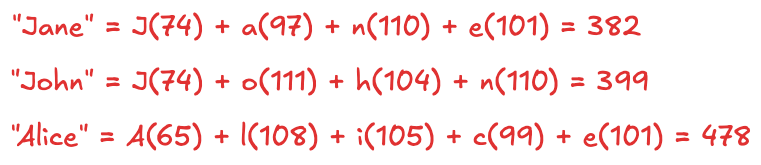 "Jane" = J(74) + a(97) + n(110) + e(101) = 382
"John" = J(74) + o(111) + h(104) + n(110) = 399
"Alice" = A(65) + l(108) + i(105) + c(99) + e(101) = 478